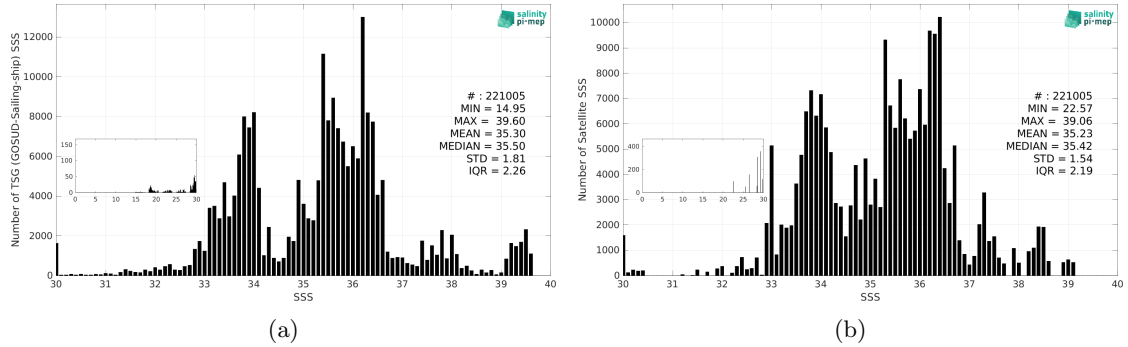 salinity
pi-mep
Number of TSG (GOSUD-Sailing-ship) SSS
12000
10000
8000
6000
4000
2000
0
# : 221005
MIN = 14.95
MAX = 39.60
MEAN = 35.30
MEDIAN = 35.50
STD = 1.81
IQR = 2.26
150
100
50
0
0 5 10 15 20 25 30
30 31 32 33 34 35 36 37 38 39 40
SSS
(a)
salinity
pi-mep
Number of Satellite SSS
10000
9000
8000
7000
6000
5000
4000
3000
2000
1000
0
# : 221005
MIN = 22.57
MAX = 39.06
MEAN = 35.23
MEDIAN = 35.42
STD = 1.54
IQR = 2.19
400
200
0
0 5 10 15 20 25 30
30 31 32 33 34 35 36 37 38 39 40
SSS
(b)